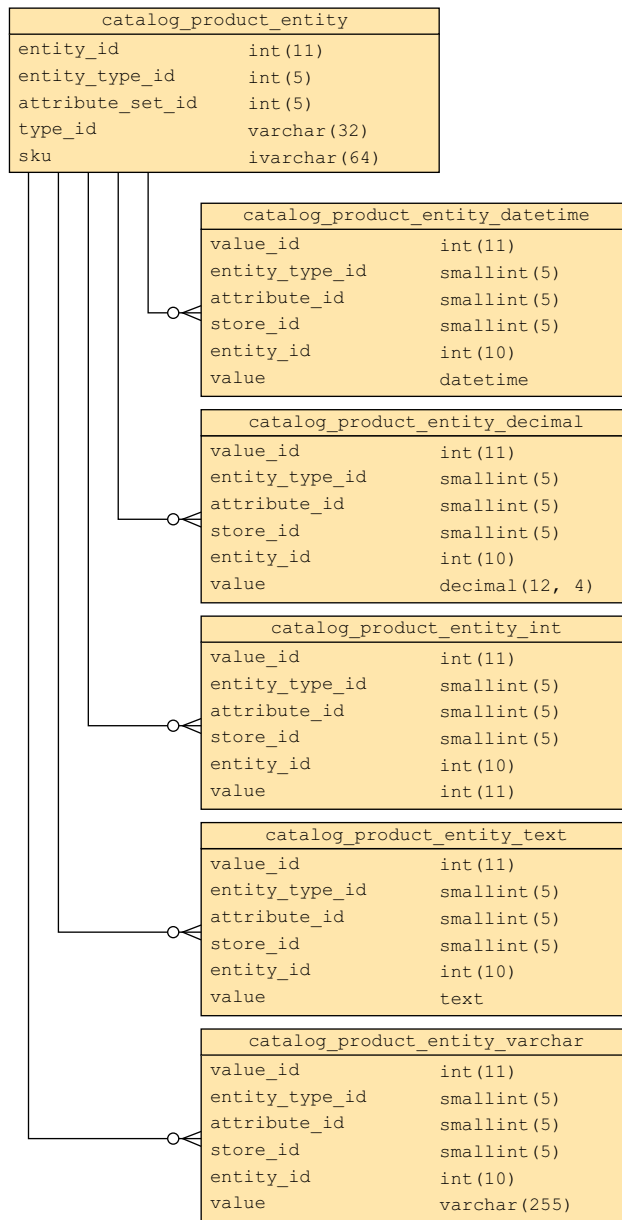 catalog_product_entity
entity_id int(11)
entity_type_id int(5)
attribute_set_id int(5)
type_id varchar(32)
sku ivarchar(64)
catalog_product_entity_datetime
value_id int(11)
entity_type_id smallint(5)
attribute_id smallint(5)
store_id smallint(5)
entity_id int(10)
value datetime
catalog_product_entity_decimal
value_id int(11)
entity_type_id smallint(5)
attribute_id smallint(5)
store_id smallint(5)
entity_id int(10)
value decimal(12, 4)
catalog_product_entity_int
value_id int(11)
entity_type_id smallint(5)
attribute_id smallint(5)
store_id smallint(5)
entity_id int(10)
value int(11)
catalog_product_entity_text
value_id int(11)
entity_type_id smallint(5)
attribute_id smallint(5)
store_id smallint(5)
entity_id int(10)
value text
catalog_product_entity_varchar
value_id int(11)
entity_type_id smallint(5)
attribute_id smallint(5)
store_id smallint(5)
entity_id int(10)
value varchar(255)